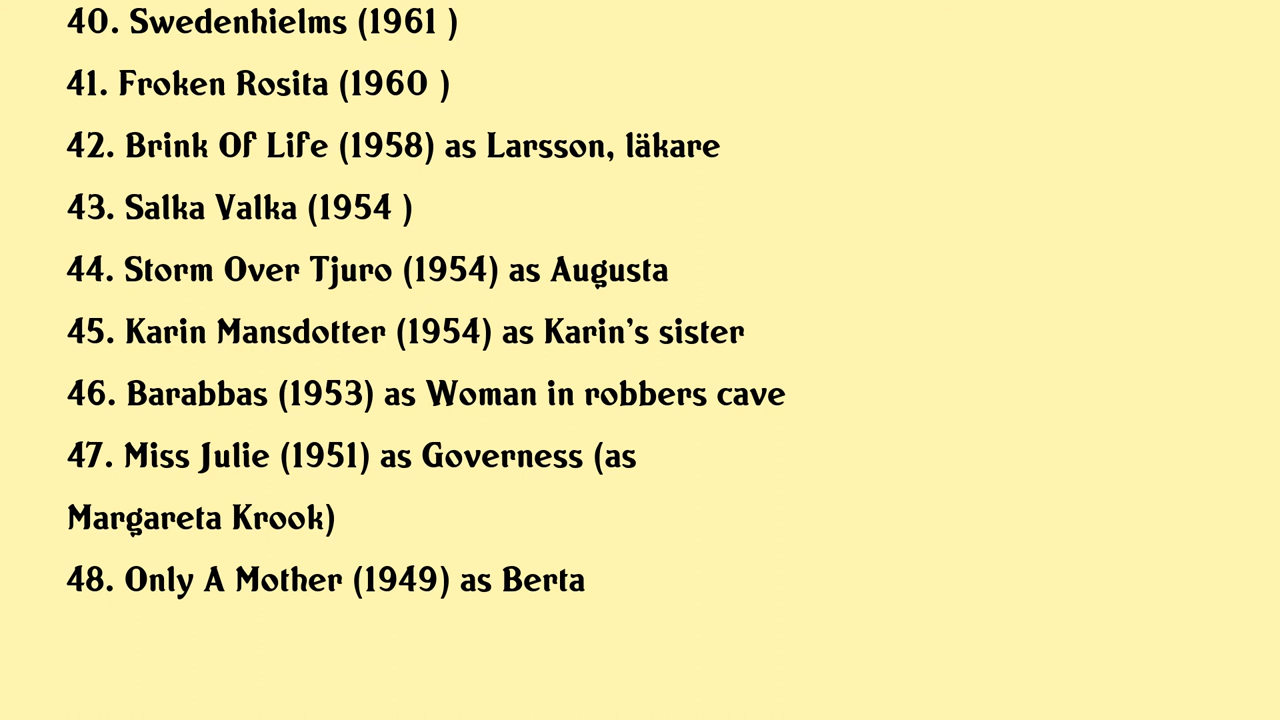 40. Swedenhielms (1961 )
41. Froken Rosita (1960 )
42. Brink Of Life (1958) as Larsson, läkare
43. Salka Valka (1954 )
44. Storm Over Tjuro (1954) as Augusta
45. Karin Mansdotter (1954) as Karin's sister
46. Barabbas (1953) as Woman in robbers cave
47. Miss Julie (1951) as Governess (as
Margareta Krook)
48. Only A Mother (1949) as Berta